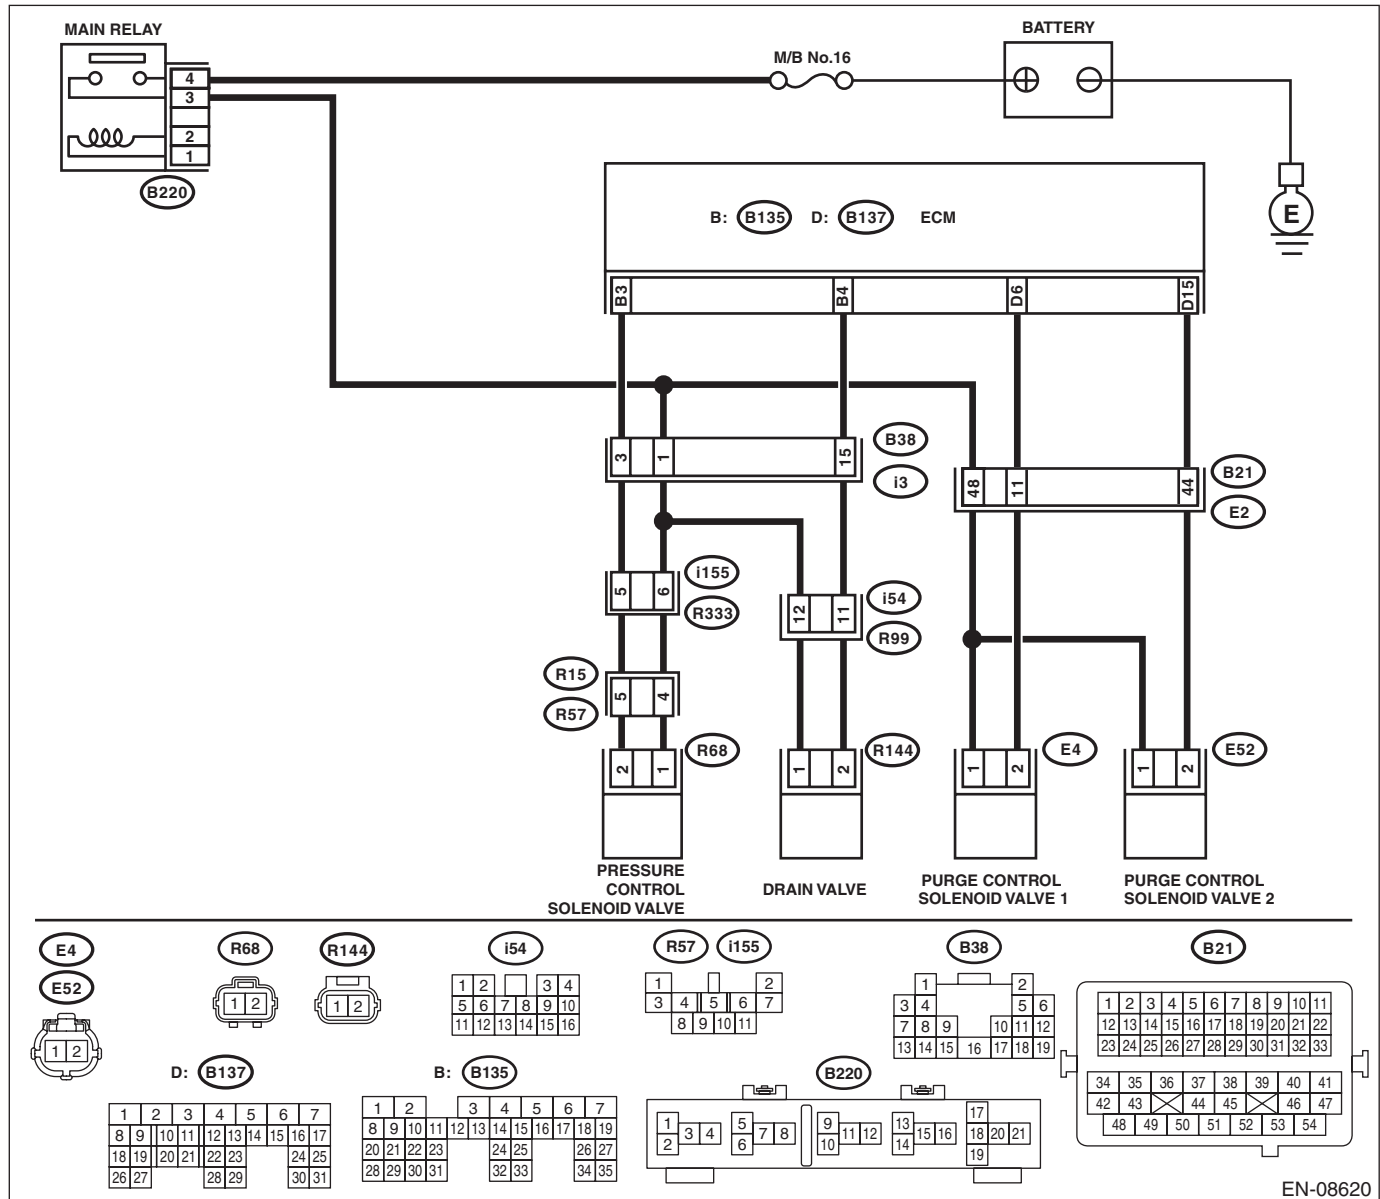 MAIN RELAY
BATTERY
M/B No.16
4
3
2
1
B220
E
B: B135 D: B137 ECM
B3 B4 D6 D15
3 1 15
B38
i3
48 11 44
B21
E2
5 6
i155
R333
12 11
i54
R99
R15
R57
5 4
2 1
R68
1 2
R144
1 2
E4
1 2
E52
PRESSURE
CONTROL
SOLENOID VALVE
DRAIN VALVE
PURGE CONTROL
SOLENOID VALVE 1
PURGE CONTROL
SOLENOID VALVE 2
E4
E52
1 2
R68
1 2
R144
1 2
i54
1 2 3 4
5 6 7 8 9 10
11 12 13 14 15 16
R57 i155
1 2
3 4 5 6 7
8 9 10 11
B38
1 2
3 4 5 6
7 8 9 10 11 12
13 14 15 16 17 18 19
B21
1 2 3 4 5 6 7 8 9 10 11
12 13 14 15 16 17 18 19 20 21 22
23 24 25 26 27 28 29 30 31 32 33
34 35 36 37 38 39 40 41
42 43 44 45 46 47
48 49 50 51 52 53 54
D: B137
1 2 3 4 5 6 7
8 9 10 11 12 13 14 15 16 17
18 19 20 21 22 23 24 25
26 27 28 29 30 31
B: B135
1 2 3 4 5 6 7
8 9 10 11 12 13 14 15 16 17 18 19
20 21 22 23 24 25 26 27
28 29 30 31 32 33 34 35
B220
1 2 3 4 5 6 7 8 9 10 11 12 13 14 15 16 17 18 19 20 21
EN-08620